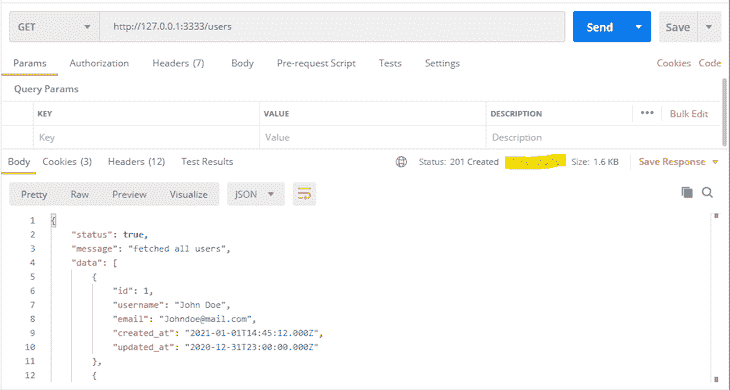 GET http://127.0.0.1:3333/users Send Save
Params Authorization Headers (7) Body Pre-request Script Tests Settings Cookies Code
Query Params
KEY VALUE DESCRIPTION ••• Bulk Edit
Key Value Description
Body Cookies (3) Headers (12) Test Results Status: 201 Created Size: 1.6 KB Save Response
Pretty Raw Preview Visualize JSON
1 {
2 "status": true,
3 "message": "fetched all users",
4 "data": [
5 {
6 "id": 1,
7 "username": "John Doe",
8 "email": "Johndoe@mail.com",
9 "created_at": "2021-01-01T14:45:12.000Z",
10 "updated_at": "2020-12-31T23:00:00.000Z"
11 },
12 {